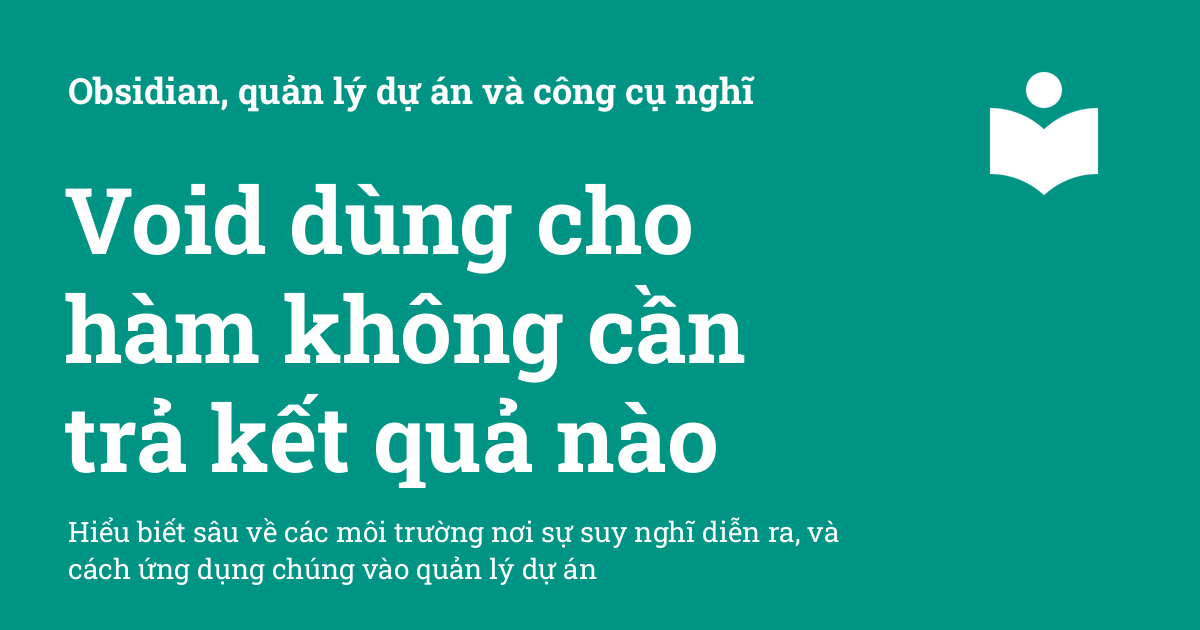 Obsidian, quản lý dự án và công cụ nghĩ
Void dùng cho
hàm không cần
trả kết quả nào
Hiểu biết sâu về các môi trường nơi sự suy nghĩ diễn ra, và
cách ứng dụng chúng vào quản lý dự án